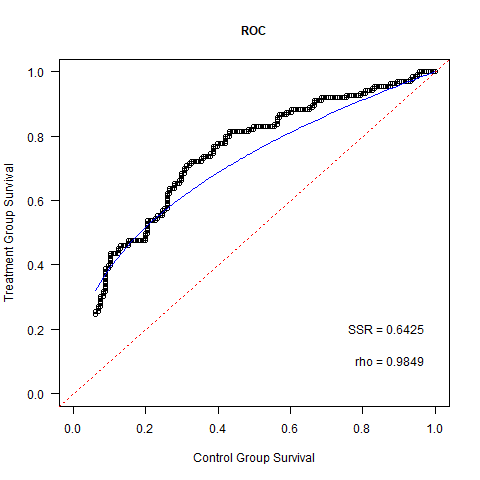 ROC
Treatment Group Survival
1.0
0.8
0.6
0.4
0.2
0.0
SSR = 0.6425
rho = 0.9849
0.0 0.2 0.4 0.6 0.8 1.0
Control Group Survival